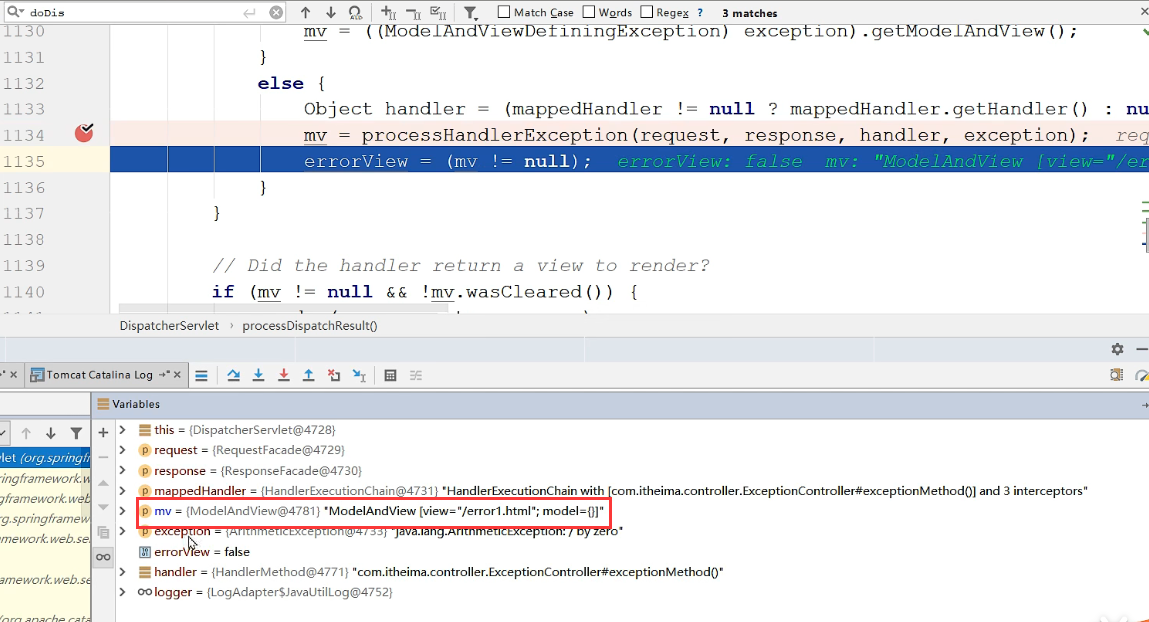 doDis Match Case Words Regex ? 3 matches
1130 mv = ((ModelAndViewDefiningException) exception).getModelAndView();
1131 }
1132 else {
1133 Object handler = (mappedHandler != null ? mappedHandler.getHandler() : nu
1134 mv = processHandlerException(request, response, handler, exception); req
1135 errorView = (mv != null); errorView: false mv: "ModelAndView [view="/er
1136 }
1137 }
1138
1139 // Did the handler return a view to render?
1140 if (mv != null && !mv.wasCleared()) {
DispatcherServlet › processDispatchResult()
Tomcat Catalina Log
Variables
this = {DispatcherServlet@4728}
request = {RequestFacade@4729}
response = {ResponseFacade@4730}
mappedHandler = {HandlerExecutionChain@4731} "HandlerExecutionChain with [com.itheima.controller.ExceptionController#exceptionMethod()] and 3 interceptors"
mv = {ModelAndView@4781} "ModelAndView [view="/error1.html"; model={}]"
exception = {ArithmeticException@4733} "java.lang.ArithmeticException: / by zero"
errorView = false
handler = {HandlerMethod@4771} "com.itheima.controller.ExceptionController#exceptionMethod()"
logger = {LogAdapter$JavaUtilLog@4752}
let (org.springfr
ringframework.w
gframework.web
rg.springframew
mework.web.se
amework.web.se
(org.apache.cata